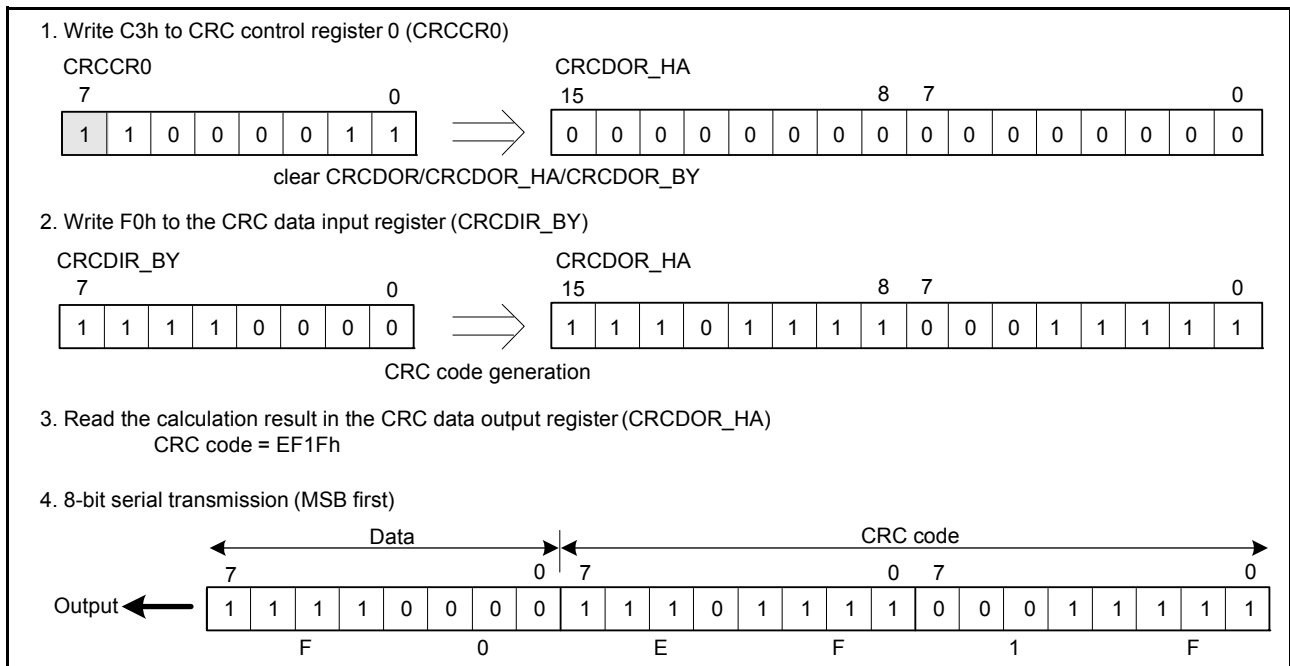 1. Write C3h to CRC control register 0 (CRCCR0)
CRCCR0 CRCDOR_HA
7 0 15 8 7 0
1 1 0 0 0 0 1 1 0 0 0 0 0 0 0 0 0 0 0 0 0 0 0 0
clear CRCDOR/CRCDOR_HA/CRCDOR_BY
2. Write F0h to the CRC data input register (CRCDIR_BY)
CRCDIR_BY CRCDOR_HA
7 0 15 8 7 0
1 1 1 1 0 0 0 0 1 1 1 0 1 1 1 1 0 0 0 1 1 1 1 1
CRC code generation
3. Read the calculation result in the CRC data output register (CRCDOR_HA)
CRC code = EF1Fh
4. 8-bit serial transmission (MSB first)
Data CRC code
7 0 7 0 7 0
Output 1 1 1 1 0 0 0 0 1 1 1 0 1 1 1 1 0 0 0 1 1 1 1 1
F 0 E F 1 F